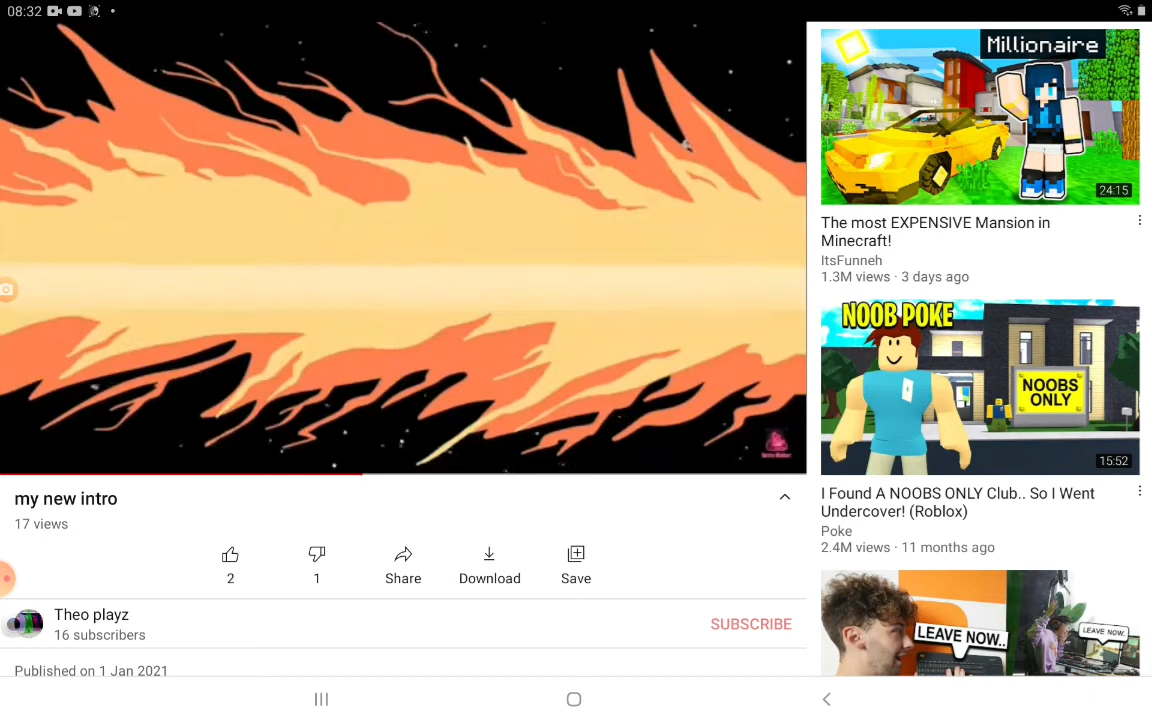 08:32
Millionaire
24:15
The most EXPENSIVE Mansion in
Minecraft!
ItsFunneh
1.3M views · 3 days ago
NOOB POKE
NOOBS
ONLY
15:52
I Found A NOOBS ONLY Club.. So I Went
Undercover! (Roblox)
Poke
2.4M views · 11 months ago
LEAVE NOW..
LEAVE NOW.
my new intro
17 views
2
1
Share
Download
Save
Theo playz
16 subscribers
SUBSCRIBE
Published on 1 Jan 2021